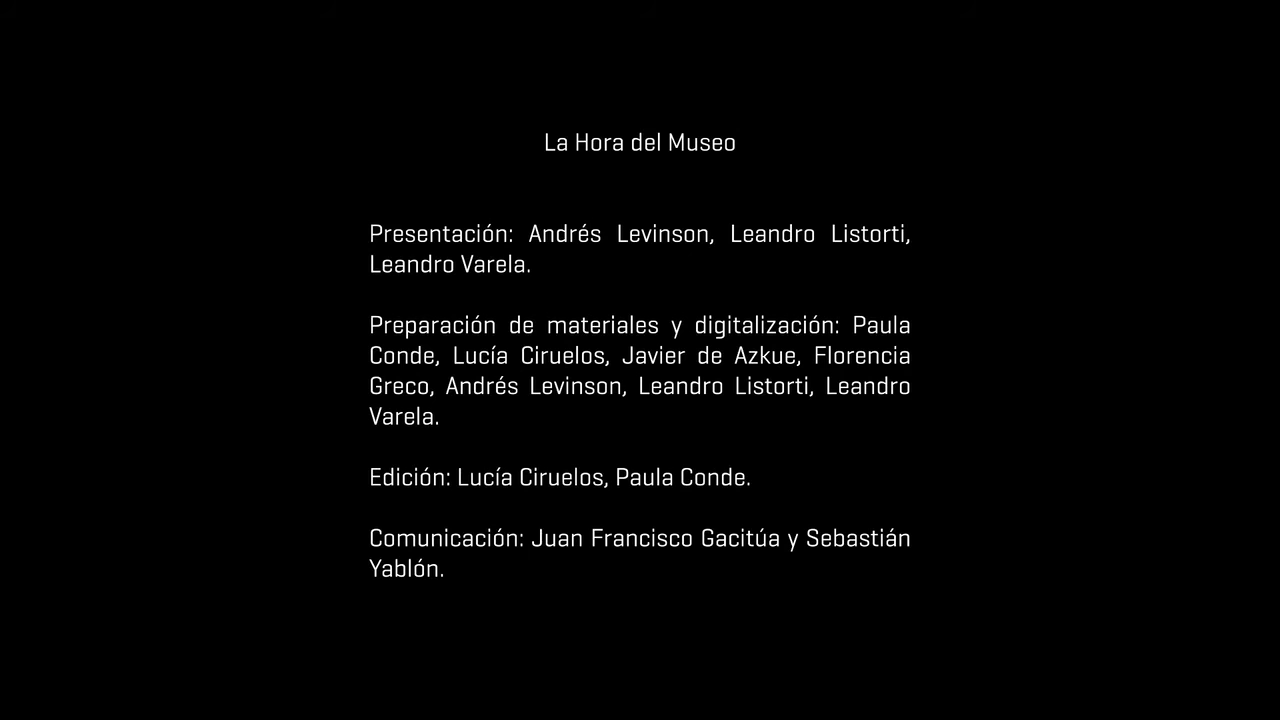 La Hora del Museo
Presentación: Andrés Levinson, Leandro Listorti,
Leandro Varela.
Preparación de materiales y digitalización: Paula
Conde, Lucía Ciruelos, Javier de Azkue, Florencia
Greco, Andrés Levinson, Leandro Listorti, Leandro
Varela.
Edición: Lucía Ciruelos, Paula Conde.
Comunicación: Juan Francisco Gacitúa y Sebastián
Yablón.